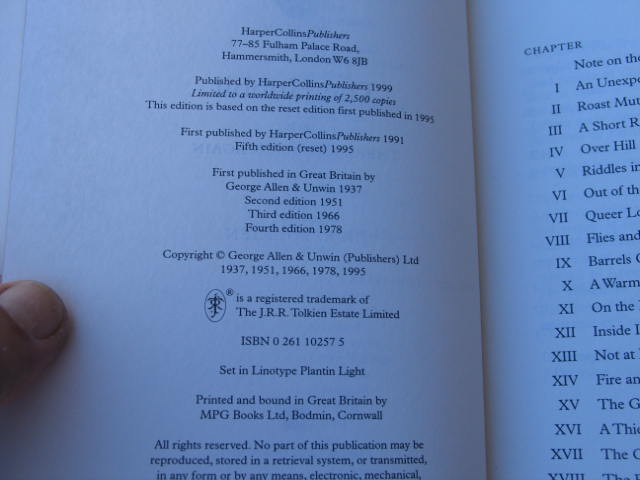 HarperCollinsPublishers
77–85 Fulham Palace Road,
Hammersmith, London W6 8JB
Published by HarperCollinsPublishers 1999
Limited to a worldwide printing of 2,500 copies
This edition is based on the reset edition first published in 1995
First published by HarperCollinsPublishers 1991
Fifth edition (reset) 1995
First published in Great Britain by
George Allen & Unwin 1937
Second edition 1951
Third edition 1966
Fourth edition 1978
Copyright © George Allen & Unwin (Publishers) Ltd
1937, 1951, 1966, 1978, 1995
® is a registered trademark of
The J.R.R. Tolkien Estate Limited
ISBN 0 261 10257 5
Set in Linotype Plantin Light
Printed and bound in Great Britain by
MPG Books Ltd, Bodmin, Cornwall
All rights reserved. No part of this publication may be
reproduced, stored in a retrieval system, or transmitted,
in any form or by any means, electronic, mechanical,
CHAPTER
Note on the
I An Unexpe
II Roast Mut
III A Short R
IV Over Hill
V Riddles in
VI Out of th
VII Queer Lo
VIII Flies and
IX Barrels O
X A Warm
XI On the
XII Inside I
XIII Not at
XIV Fire an
XV The G
XVI A Thie
XVII The C
XVIII The